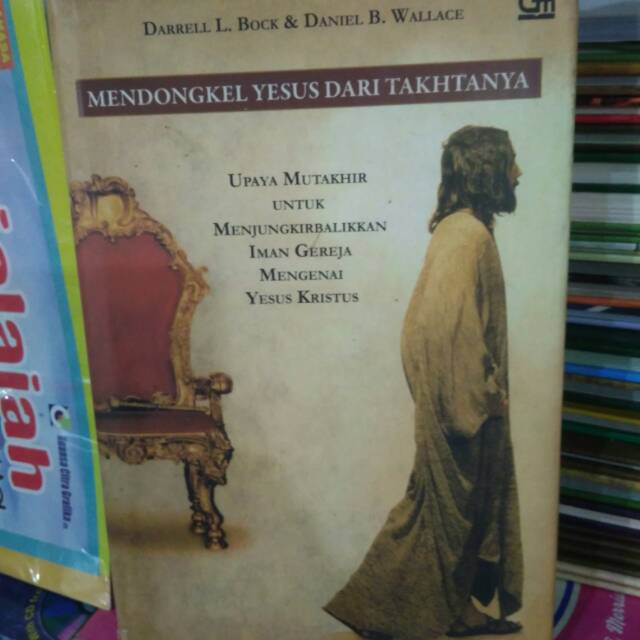 DARRELL L. BOCK & DANIEL B. WALLACE
MENDONGKEL YESUS DARI TAKHTANYA
UPAYA MUTAKHIR
UNTUK
MENJUNGKIRBALIKKAN
IMAN GEREJA
MENGENAI
YESUS KRISTUS